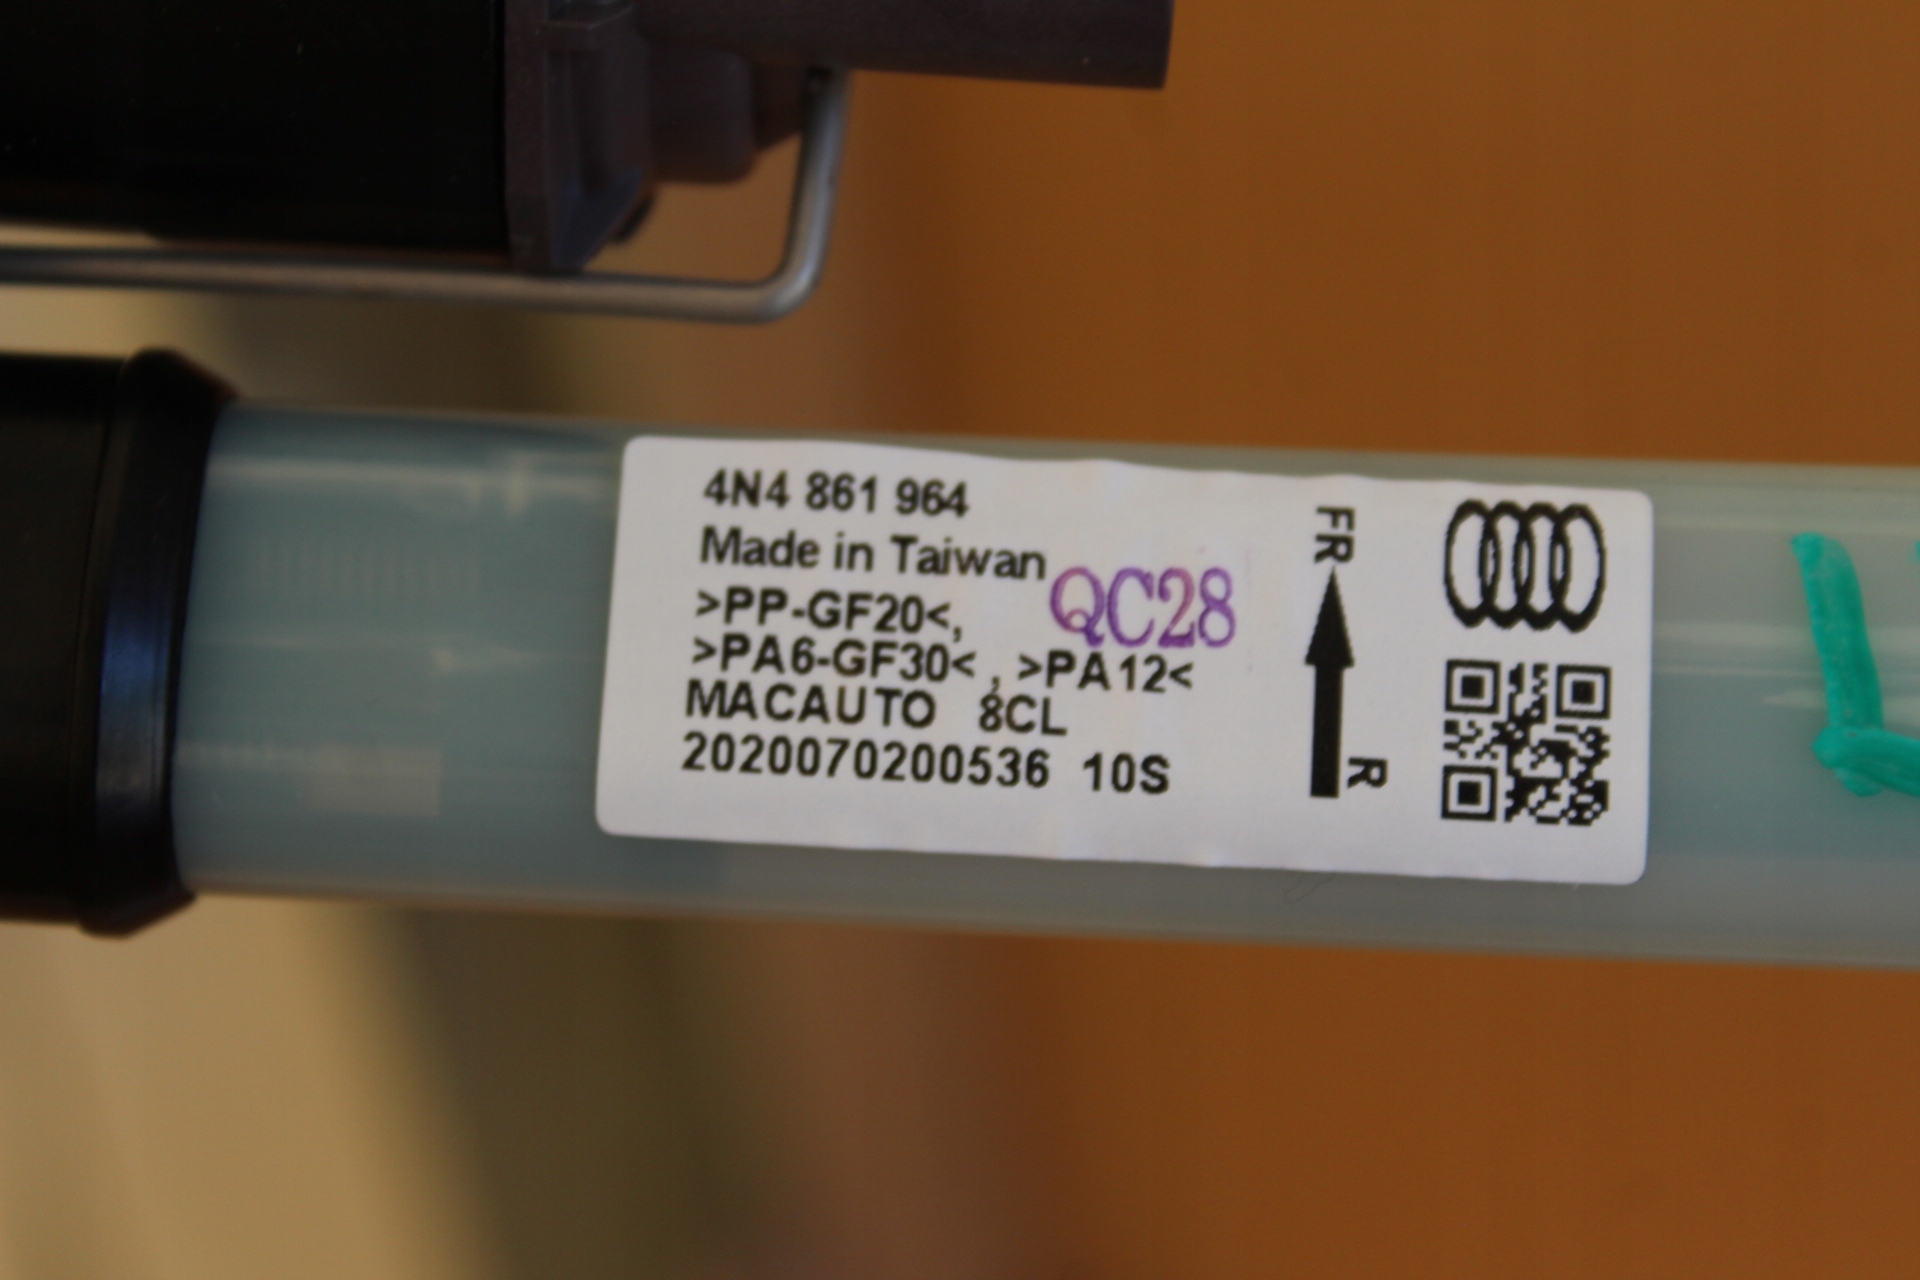 4N4 861 964
Made in Taiwan
QC28
>PP-GF20<,
>PA6-GF30< , >PA12<
MACAUTO 8CL
2020070200536 10S
FR
R